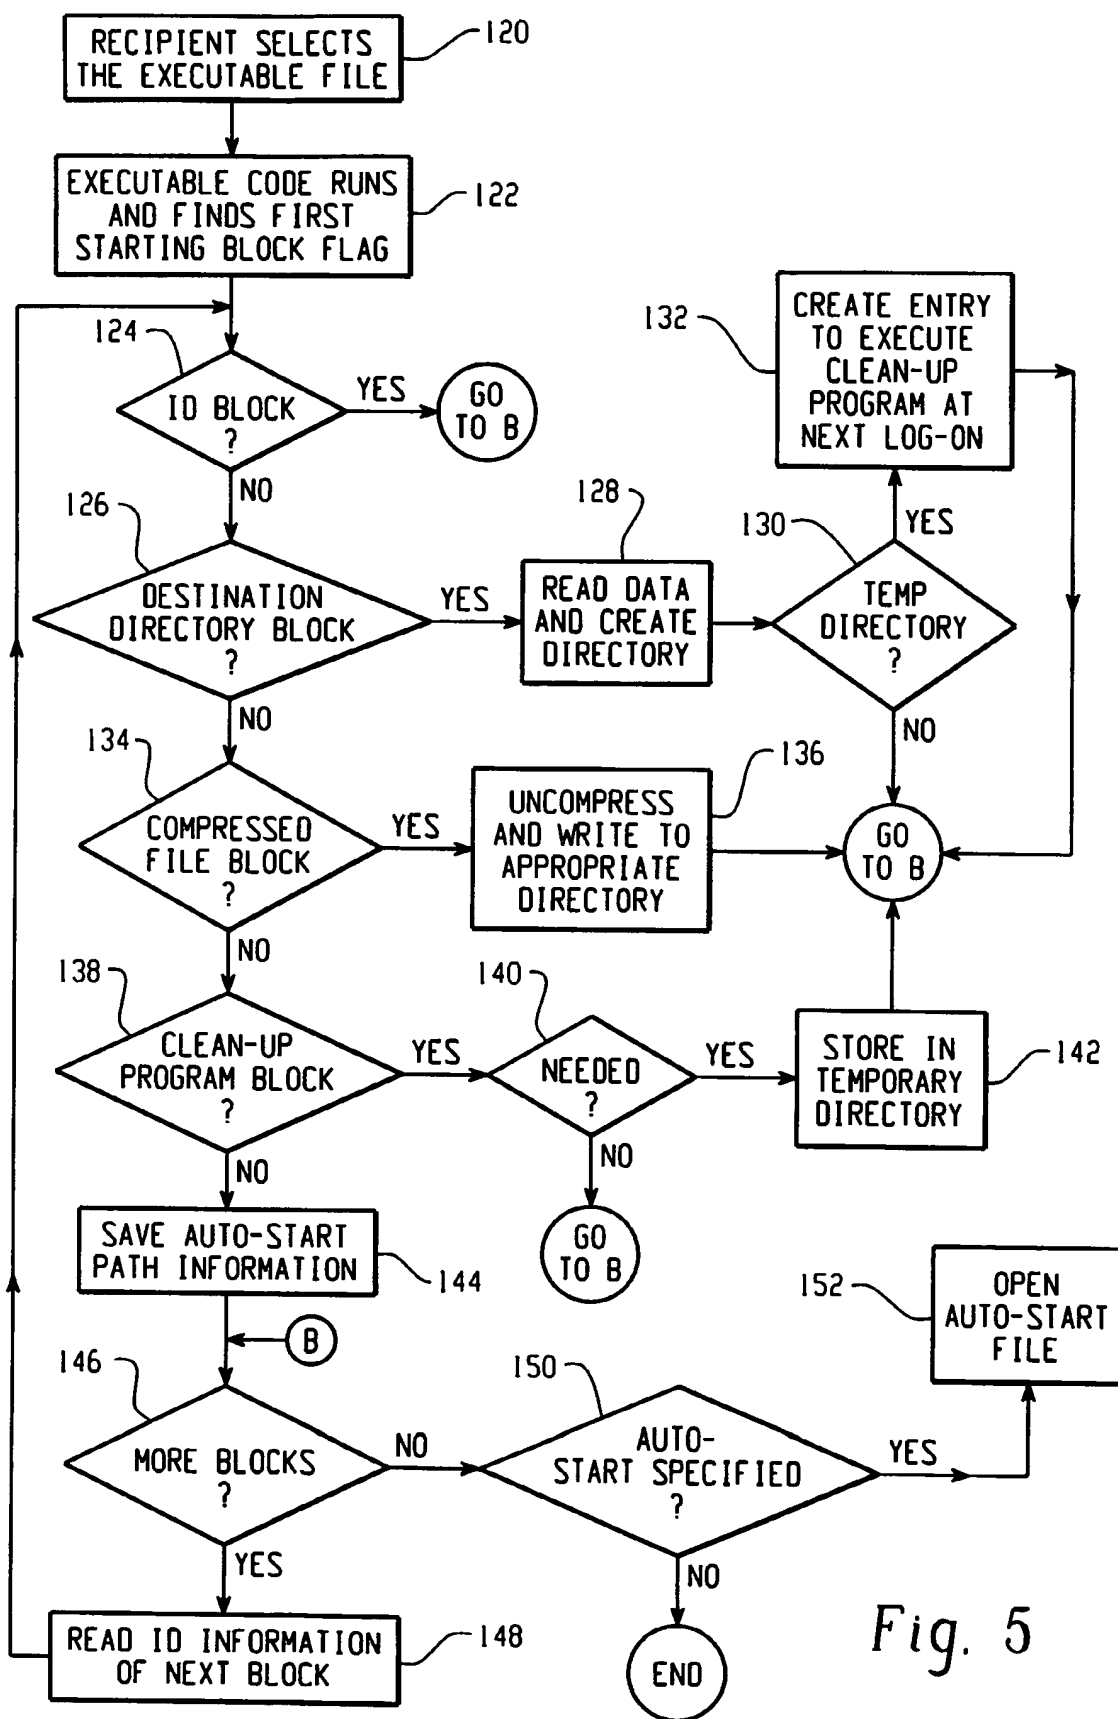 RECIPIENT SELECTS
THE EXECUTABLE FILE
120
EXECUTABLE CODE RUNS
AND FINDS FIRST
STARTING BLOCK FLAG
122
124
ID BLOCK
?
YES
GO
TO B
NO
132
CREATE ENTRY
TO EXECUTE
CLEAN-UP
PROGRAM AT
NEXT LOG-ON
126
DESTINATION
DIRECTORY BLOCK
?
YES
128
READ DATA
AND CREATE
DIRECTORY
130
YES
TEMP
DIRECTORY
?
NO
NO
134
COMPRESSED
FILE BLOCK
?
YES
136
UNCOMPRESS
AND WRITE TO
APPROPRIATE
DIRECTORY
GO
TO B
NO
138
CLEAN-UP
PROGRAM BLOCK
?
YES
140
NEEDED
?
YES
STORE IN
TEMPORARY
DIRECTORY
142
NO
NO
GO
TO B
SAVE AUTO-START
PATH INFORMATION
144
B
152
OPEN
AUTO-START
FILE
146
MORE BLOCKS
?
NO
150
AUTO-
START SPECIFIED
?
YES
YES
NO
READ ID INFORMATION
OF NEXT BLOCK
148
END
Fig. 5